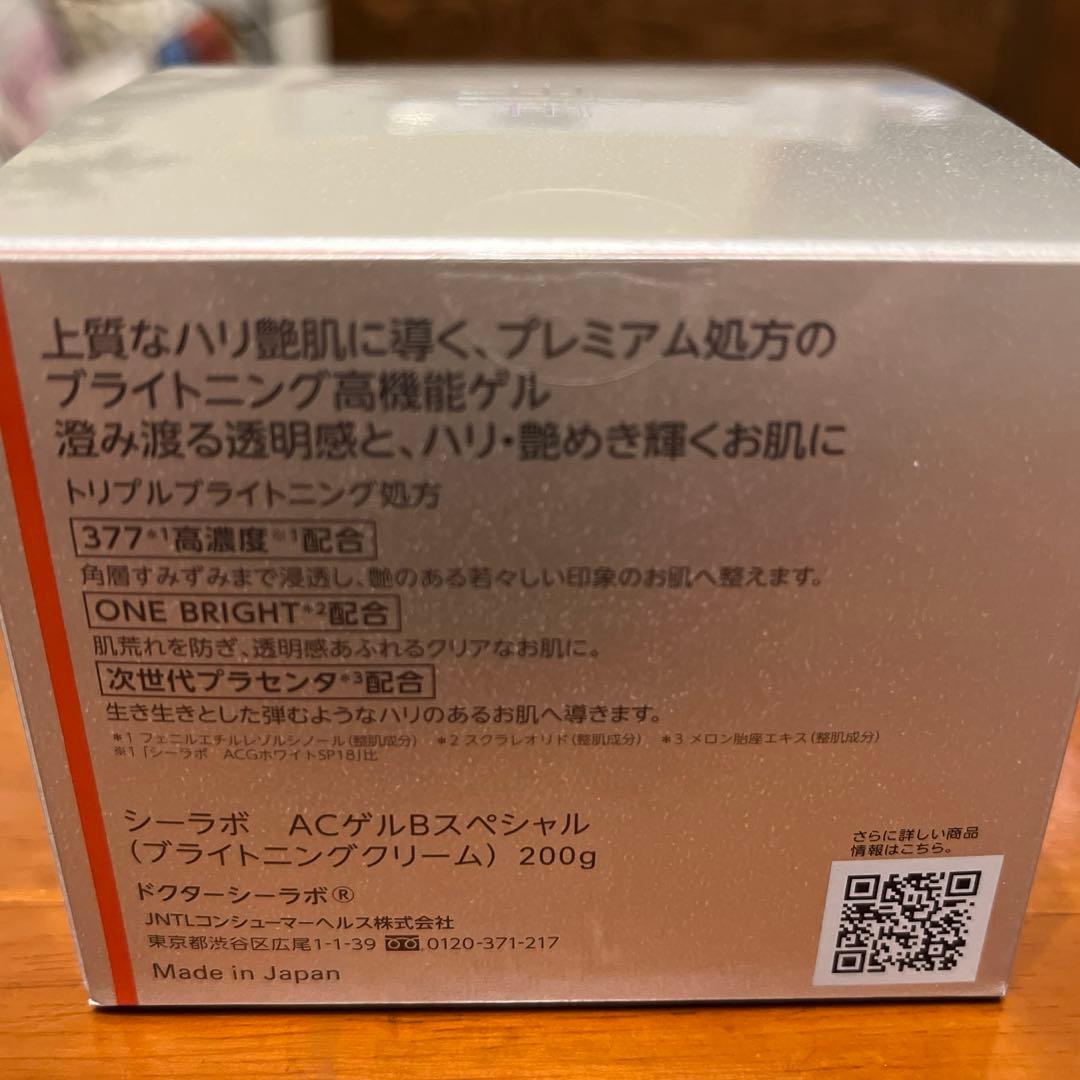 上質なハリ艶肌に導く、プレミアム処方の
ブライトニング高機能ゲル
澄み渡る透明感と、ハリ・艶めき輝くお肌に
トリプルブライトニング処方
377*1高濃度※1配合
角層すみずみまで浸透し、艶のある若々しい印象のお肌へ整えます。
ONE BRIGHT*2配合
肌荒れを防ぎ、透明感あふれるクリアなお肌に。
次世代プラセンタ*3配合
生き生きとした弾むようなハリのあるお肌へ導きます。
*1 フェニルエチルレゾルシノール(整肌成分) *2 スクラレオリド(整肌成分) *3 メロン胎座エキス(整肌成分)
※1「シーラボ ACGホワイトSP18」比
シーラボ ACゲルBスペシャル
(ブライトニングクリーム) 200g
ドクターシーラボ®
JNTLコンシューマーヘルス株式会社
東京都渋谷区広尾1-1-39 0120-371-217
Made in Japan
さらに詳しい商品
情報はこちら。